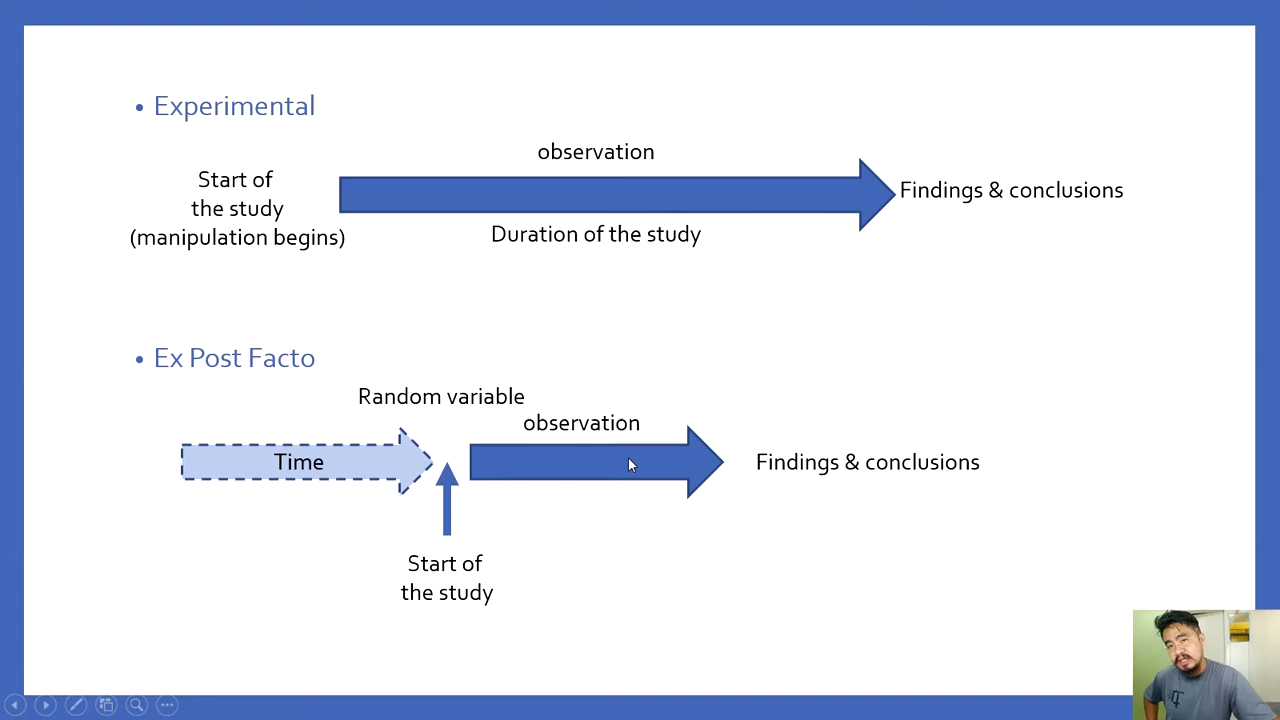 • Experimental
observation
Start of
the study
(manipulation begins)
Findings & conclusions
Duration of the study
• Ex Post Facto
Random variable
observation
Time
Findings & conclusions
Start of
the study